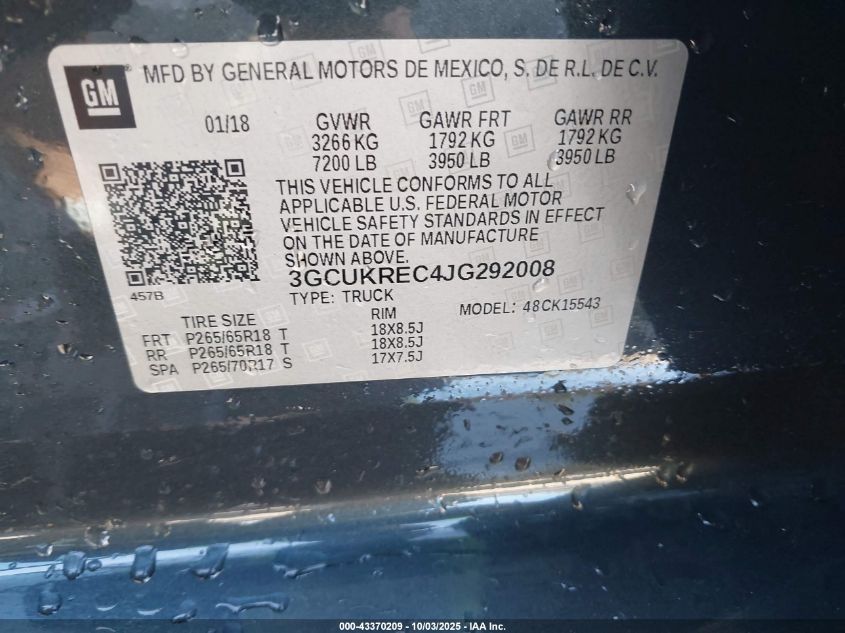 GM
MFD BY GENERAL MOTORS DE MEXICO, S. DE R.L. DE C.V.
01/18 GVWR GAWR FRT GAWR RR
3266 KG 1792 KG 1792 KG
7200 LB 3950 LB 3950 LB
THIS VEHICLE CONFORMS TO ALL
APPLICABLE U.S. FEDERAL MOTOR
VEHICLE SAFETY STANDARDS IN EFFECT
ON THE DATE OF MANUFACTURE
SHOWN ABOVE.
457B
3GCUKREC4JG292008
TYPE: TRUCK MODEL: 48CK15543
TIRE SIZE RIM
FRT P265/65R18 T 18X8.5J
RR P265/65R18 T 18X8.5J
SPA P265/70R17 S 17X7.5J
000-43370209 - 10/03/2025 - IAA Inc.